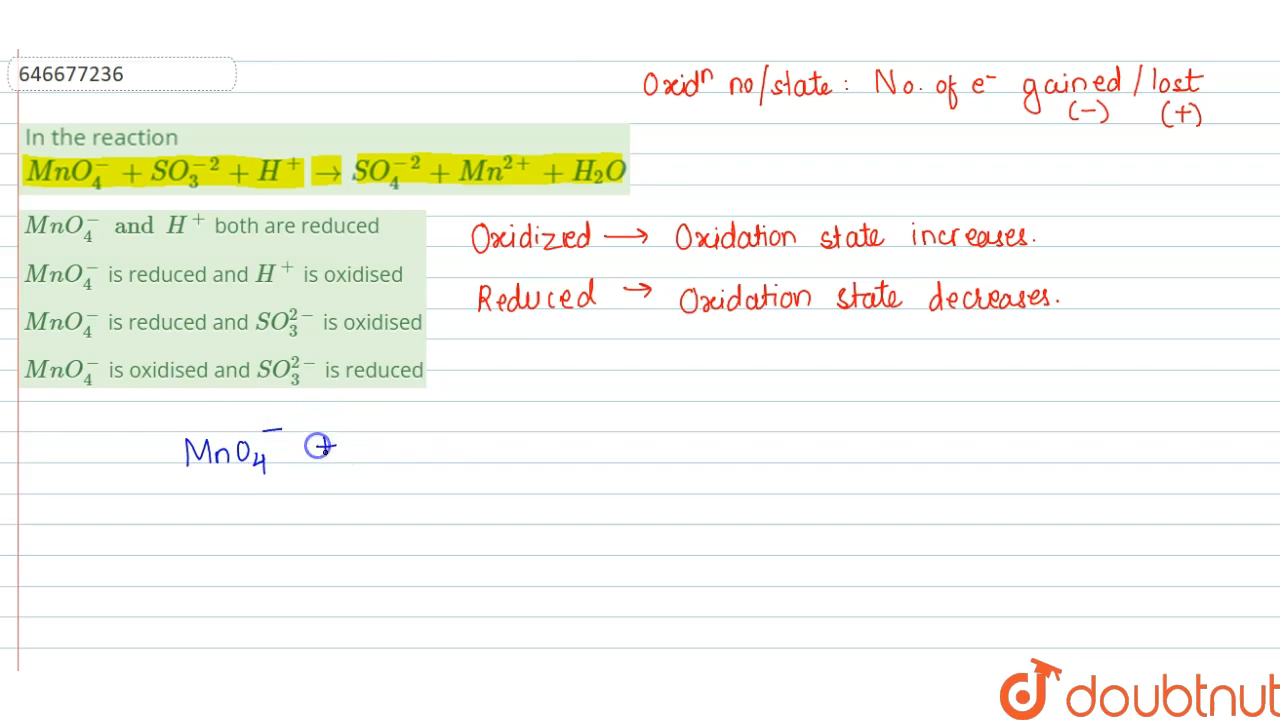 646677236
Oxidⁿ no/state : No. of e⁻ gained / lost
(-) (+)
In the reaction
MnO₄⁻ + SO₃⁻² + H⁺ → SO₄⁻² + Mn²⁺ + H₂O
MnO₄⁻ and H⁺ both are reduced
MnO₄⁻ is reduced and H⁺ is oxidised
MnO₄⁻ is reduced and SO₃²⁻ is oxidised
MnO₄⁻ is oxidised and SO₃²⁻ is reduced
Oxidized → Oxidation state increases.
Reduced → Oxidation state decreases.
MnO₄⁻ +
doubtnut